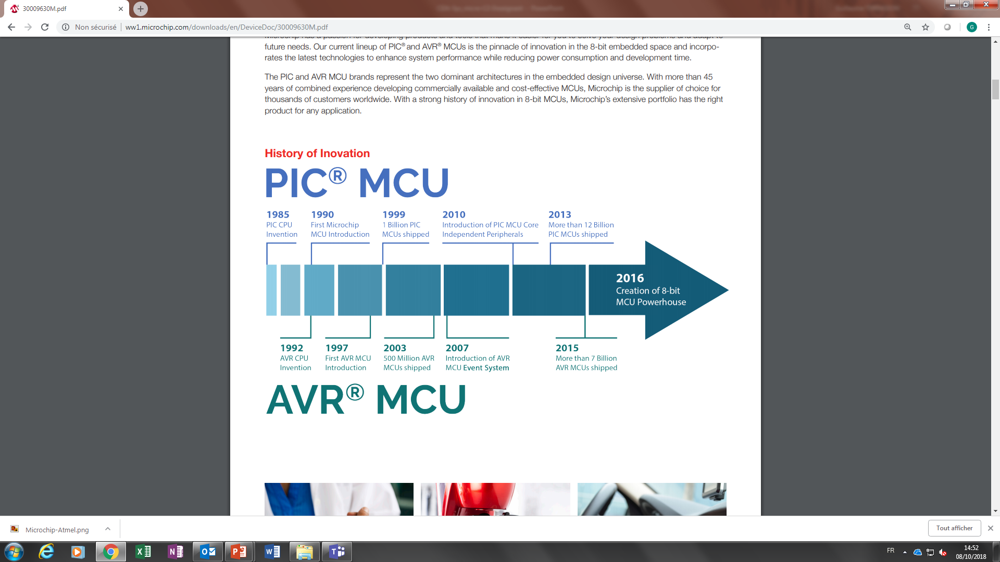 30009630M.pdf
Non sécurisé
ww1.microchip.com/downloads/en/DeviceDoc/30009630M.pdf
G
future needs. Our current lineup of PIC® and AVR® MCUs is the pinnacle of innovation in the 8-bit embedded space and incorpo-
rates the latest technologies to enhance system performance while reducing power consumption and development time.
The PIC and AVR MCU brands represent the two dominant architectures in the embedded design universe. With more than 45
years of combined experience developing commercially available and cost-effective MCUs, Microchip is the supplier of choice for
thousands of customers worldwide. With a strong history of innovation in 8-bit MCUs, Microchip's extensive portfolio has the right
product for any application.
History of Inovation
PIC® MCU
1985
PIC CPU
Invention
1990
First Microchip
MCU Introduction
1999
1 Billion PIC
MCUs shipped
2010
Introduction of PIC MCU Core
Independent Peripherals
2013
More than 12 Billion
PIC MCUs shipped
2016
Creation of 8-bit
MCU Powerhouse
1992
AVR CPU
Invention
1997
First AVR MCU
Introduction
2003
500 Million AVR
MCUs shipped
2007
Introduction of AVR
MCU Event System
2015
More than 7 Billion
AVR MCUs shipped
AVR® MCU
Microchip-Atmel.png
Tout afficher
FR
14:52
08/10/2018